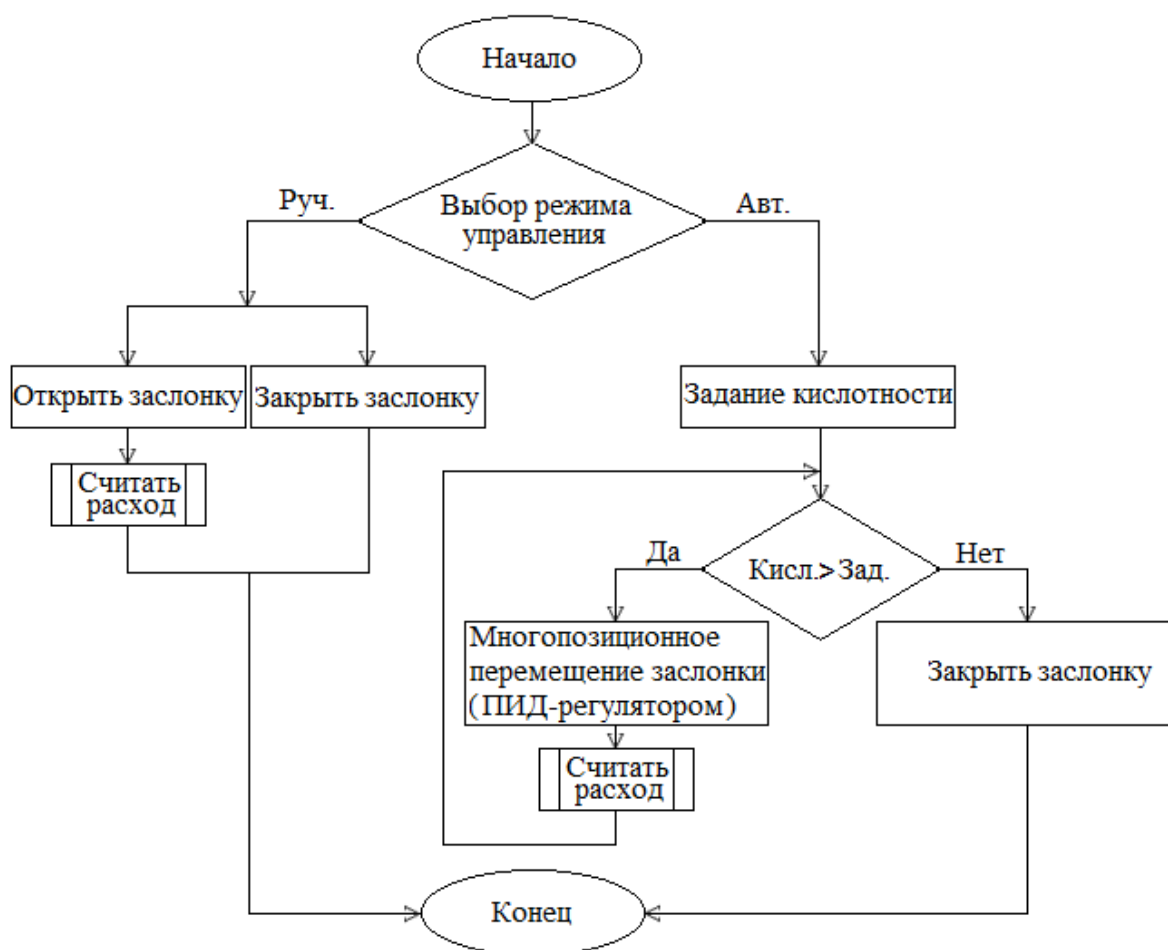 Начало
Выбор режима
управления
Руч.
Авт.
Открыть заслонку
Закрыть заслонку
Задание кислотности
Считать
расход
Кисл.>Зад.
Да
Нет
Многопозиционное
перемещение заслонки
(ПИД-регулятором)
Закрыть заслонку
Считать
расход
Конец